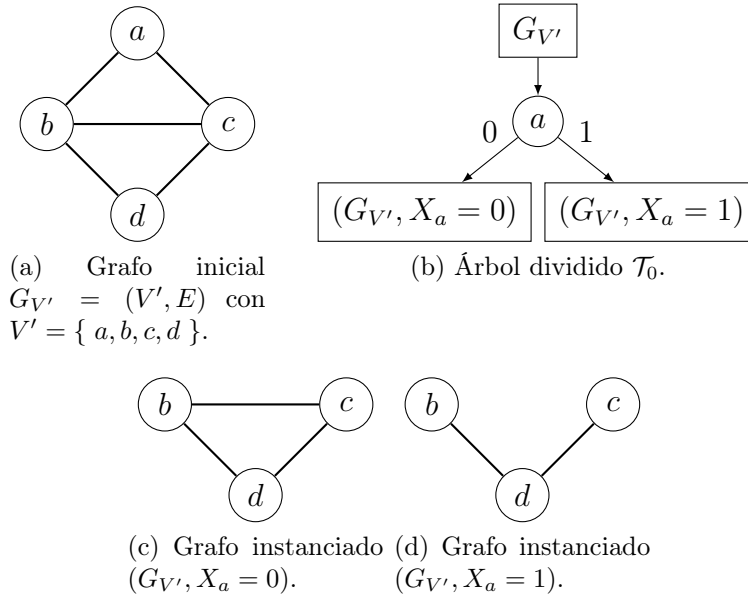 a
b
c
d
(a) Grafo inicial
G_{V'} = (V', E) con
V' = { a, b, c, d }.
G_{V'}
a
0 1
(G_{V'}, X_a = 0) (G_{V'}, X_a = 1)
(b) Árbol dividido 𝒯_0.
b c
d
(c) Grafo instanciado
(G_{V'}, X_a = 0).
b c
d
(d) Grafo instanciado
(G_{V'}, X_a = 1).